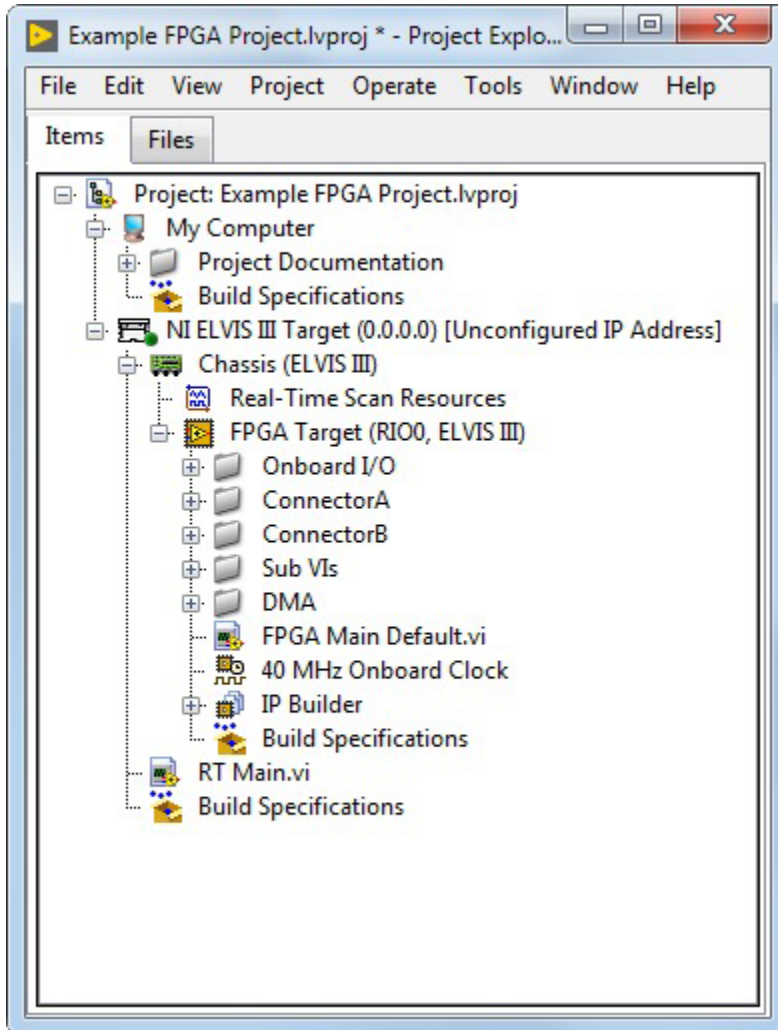 Example FPGA Project.lvproj * - Project Explo...
File Edit View Project Operate Tools Window Help
Items Files
Project: Example FPGA Project.lvproj
My Computer
Project Documentation
Build Specifications
NI ELVIS III Target (0.0.0.0) [Unconfigured IP Address]
Chassis (ELVIS III)
Real-Time Scan Resources
FPGA Target (RIO0, ELVIS III)
Onboard I/O
ConnectorA
ConnectorB
Sub VIs
DMA
FPGA Main Default.vi
40 MHz Onboard Clock
IP Builder
Build Specifications
RT Main.vi
Build Specifications